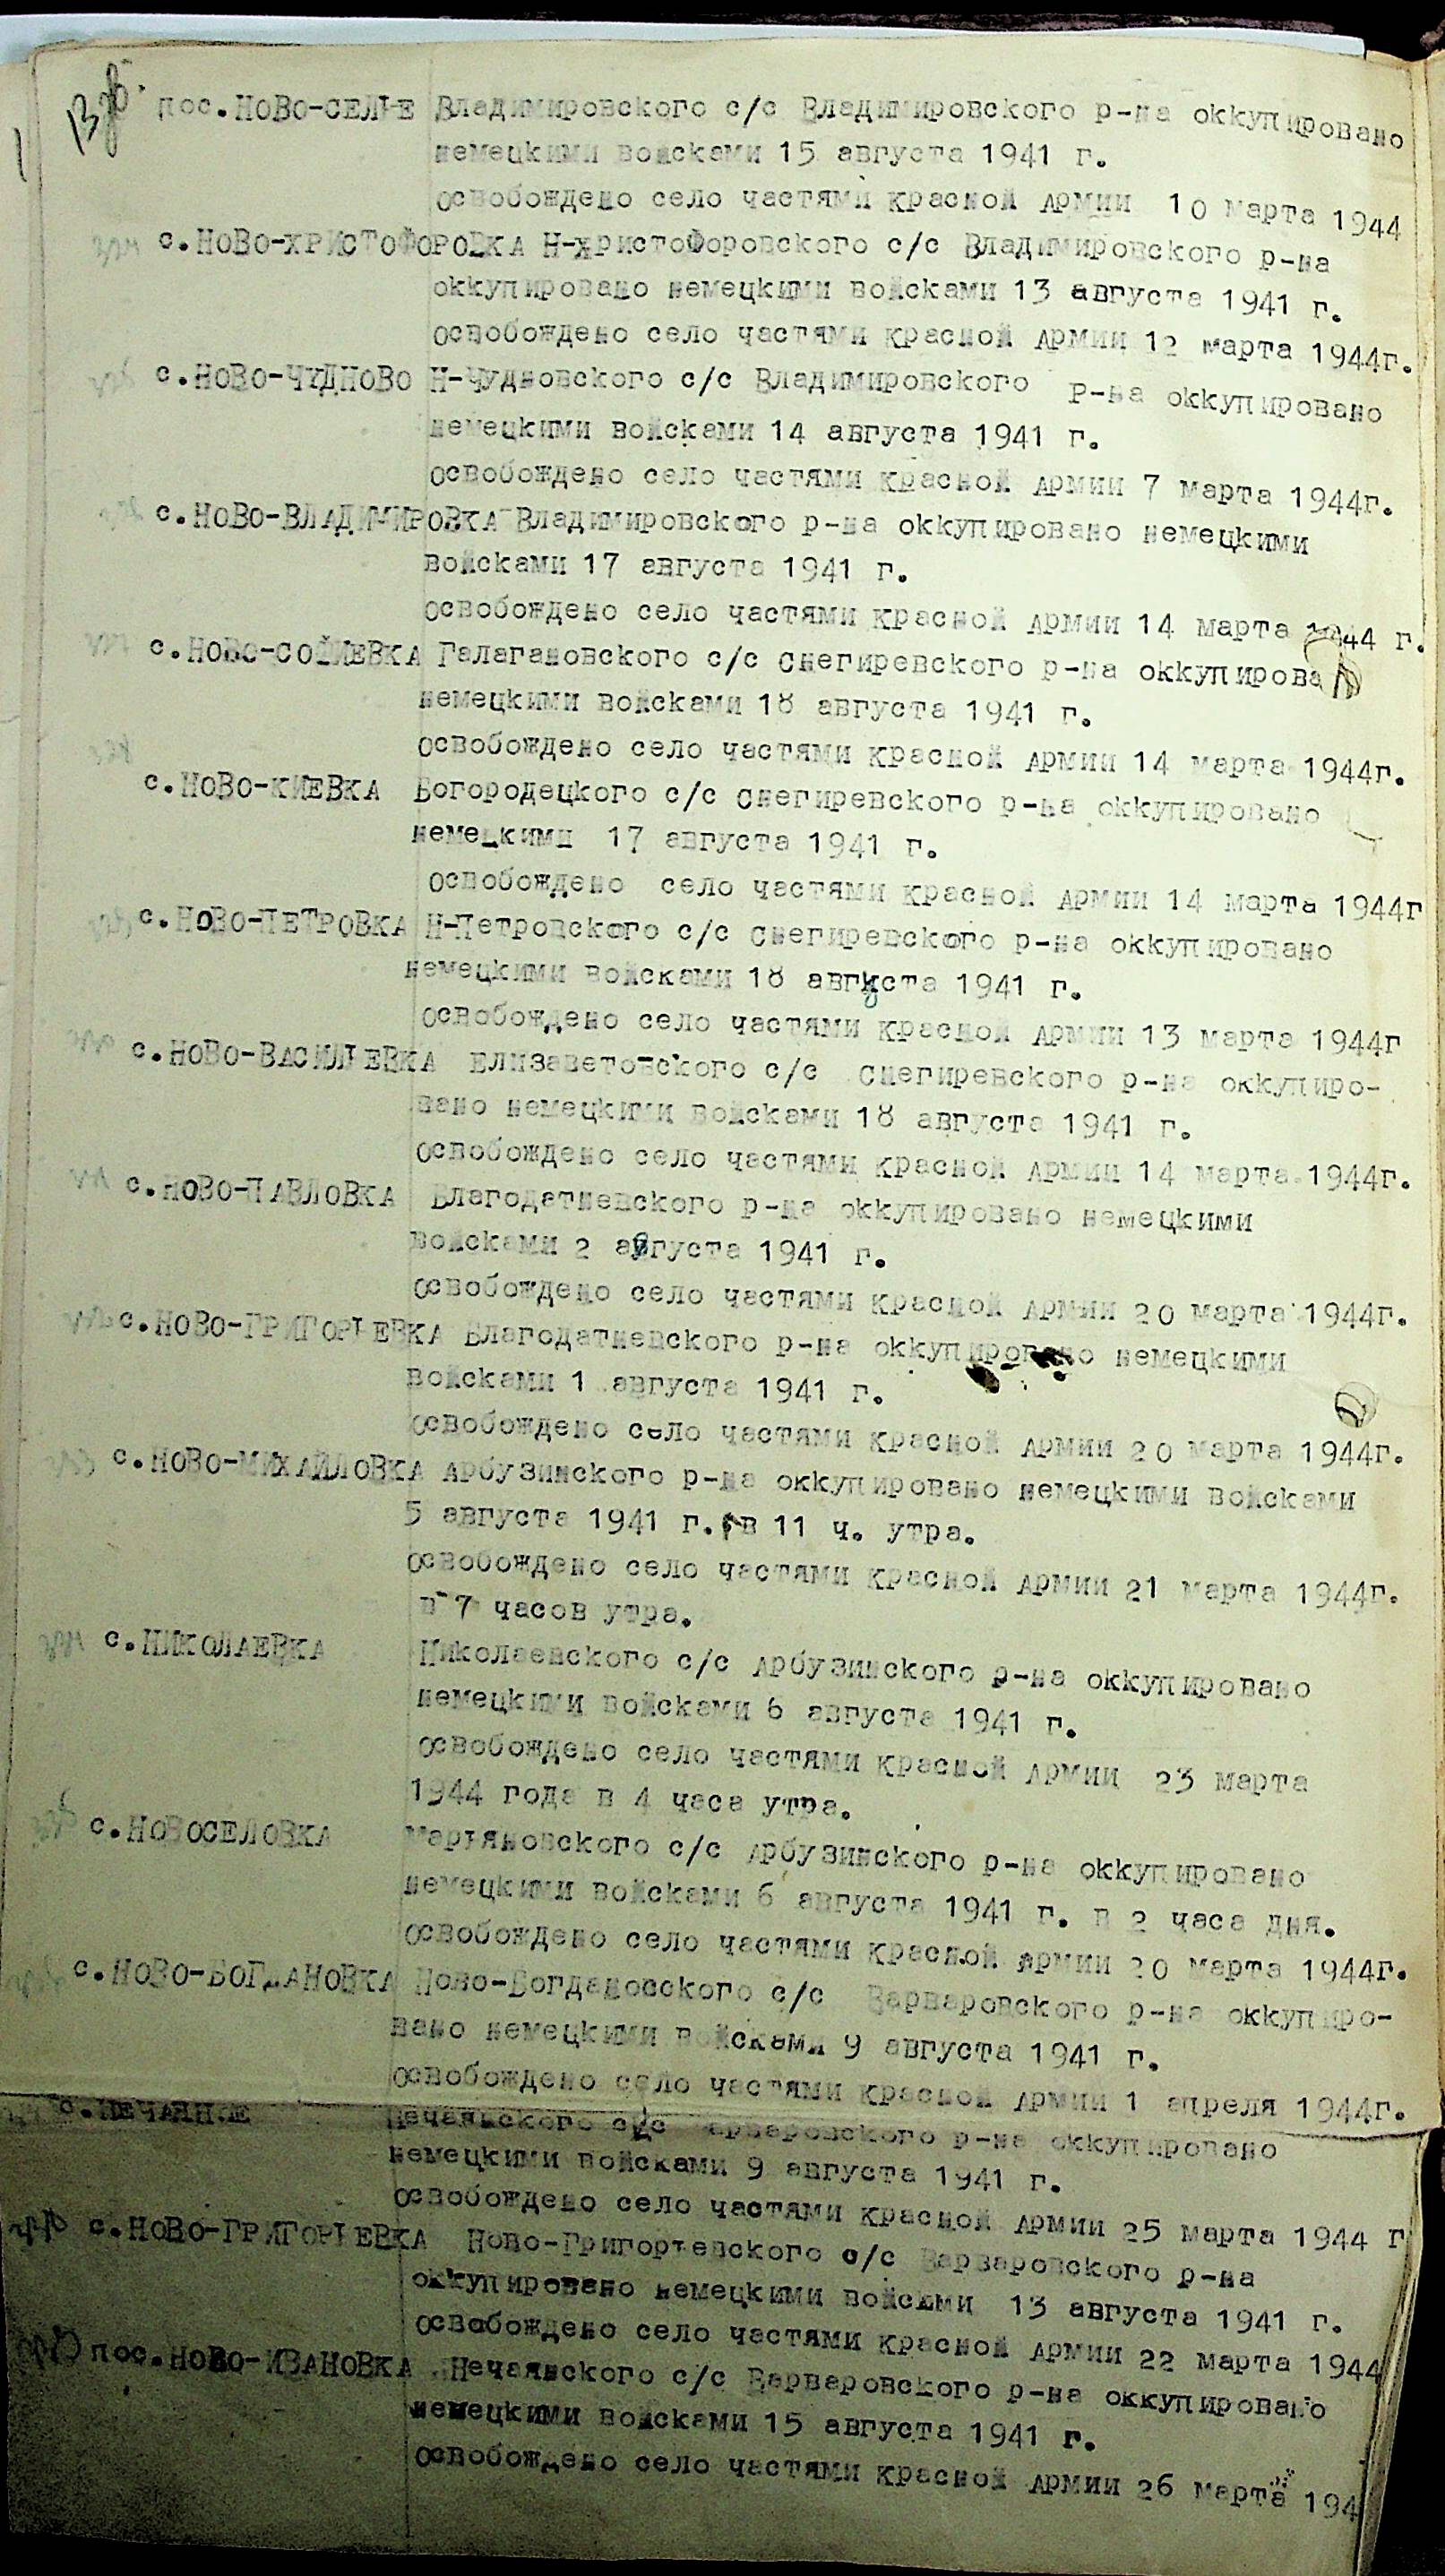 13 об.
пос.НОВО-СЕЛЬЕ Владимировского с/с Владимировского р-на оккупировано
немецкими войсками 15 августа 1941 г.
освобождено село частями красной Армии 10 марта 1944
с.НОВО-ХРИСТОФОРОВКА Н-христофоровского с/с Владимировского р-на
оккупировано немецкими войсками 13 августа 1941 г.
освобождено село частями красной Армии 12 марта 1944г.
с.НОВО-ЧУДНОВО Н-Чудновского с/с Владимировского р-на оккупировано
немецкими войсками 14 августа 1941 г.
освобождено село частями красной Армии 7 марта 1944г.
с.НОВО-ВЛАДИМИРОВКА Владимировского р-на оккупировано немецкими
войсками 17 августа 1941 г.
освобождено село частями красной Армии 14 марта 1944 г.
с.НОВО-СОФИЕВКА Галагановского с/с Снегиревского р-на оккупирова
немецкими войсками 18 августа 1941 г.
освобождено село частями красной Армии 14 марта 1944г.
с.НОВО-КИЕВКА Богородецкого с/с Снегиревского р-на оккупировано
немецкими 17 августа 1941 г.
освобождено село частями красной Армии 14 марта 1944г
с.НОВО-ПЕТРОВКА Н-Петровского с/с Снегиревского р-на оккупировано
немецкими войсками 18 августа 1941 г.
освобождено село частями красной Армии 13 марта 1944г
с.НОВО-ВАСИЛЬЕВКА Елизаветовского с/с Снегиревского р-на оккупиро-
вано немецкими войсками 18 августа 1941 г.
освобождено село частями красной Армии 14 марта 1944г.
с.НОВО-ПАВЛОВКА Благодатневского р-на оккупировано немецкими
войсками 2 августа 1941 г.
освобождено село частями красной Армии 20 марта 1944г.
с.НОВО-ГРИГОРЬЕВКА Благодатневского р-на оккупировано немецкими
войсками 1 августа 1941 г.
освобождено село частями красной Армии 20 марта 1944г.
с.НОВО-МИХАЙЛОВКА Арбузинского р-на оккупировано немецкими войсками
5 августа 1941 г. в 11 ч. утра.
освобождено село частями красной Армии 21 марта 1944г.
в 7 часов утра.
с.НИКОЛАЕВКА Николаевского с/с Арбузинского р-на оккупировано
немецкими войсками 6 августа 1941 г.
освобождено село частями красной Армии 23 марта
1944 года в 4 часа утра.
с.НОВОСЕЛОВКА Марьяновского с/с Арбузинского р-на оккупировано
немецкими войсками 6 августа 1941 г. в 2 часа дня.
освобождено село частями красной Армии 20 марта 1944г.
с.НОВО-БОГДАНОВКА Ново-Богдановского с/с Варваровского р-на оккупиро-
вано немецкими войсками 9 августа 1941 г.
освобождено село частями красной Армии 1 апреля 1944г.
с.НЕЧАЯНОЕ Нечаянского с/с Варваровского р-на оккупировано
немецкими войсками 9 августа 1941 г.
освобождено село частями красной Армии 25 марта 1944 г
с.НОВО-ГРИГОРЬЕВКА Ново-Григорьевского с/с Варваровского р-на
оккупировано немецкими войсками 13 августа 1941 г.
освобождено село частями красной Армии 22 марта 1944
пос.НОВО-ИВАНОВКА Нечаянского с/с Варваровского р-на оккупировано
немецкими войсками 15 августа 1941 г.
освобождено село частями красной Армии 26 марта 194